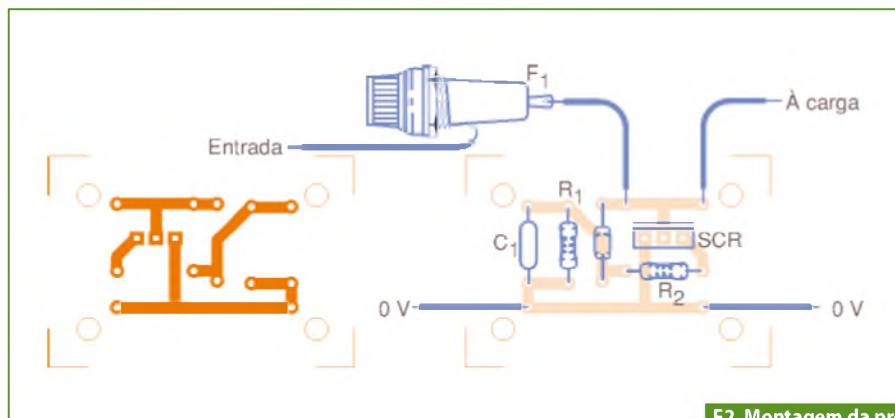 F1
À carga
Entrada
R1
C1
SCR
R2
0 V
0 V
F2. Montagem da